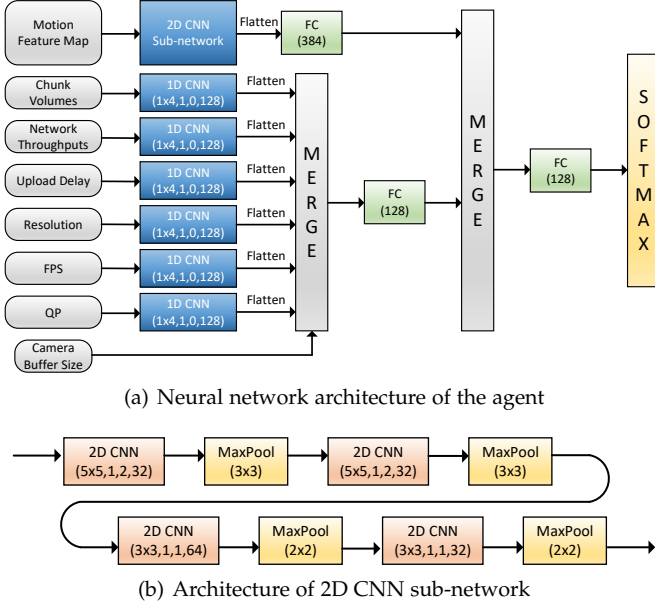 Motion
Feature Map
2D CNN
Sub-network
Flatten
FC
(384)
Chunk
Volumes
1D CNN
(1x4,1,0,128)
Flatten
Network
Throughputs
1D CNN
(1x4,1,0,128)
Flatten
Upload Delay
1D CNN
(1x4,1,0,128)
Flatten
Resolution
1D CNN
(1x4,1,0,128)
Flatten
FPS
1D CNN
(1x4,1,0,128)
Flatten
QP
1D CNN
(1x4,1,0,128)
Flatten
Camera
Buffer Size
MERGE
FC
(128)
MERGE
FC
(128)
SOFTMAX
(a) Neural network architecture of the agent
2D CNN
(5x5,1,2,32)
MaxPool
(3x3)
2D CNN
(5x5,1,2,32)
MaxPool
(3x3)
2D CNN
(3x3,1,1,64)
MaxPool
(2x2)
2D CNN
(3x3,1,1,32)
MaxPool
(2x2)
(b) Architecture of 2D CNN sub-network